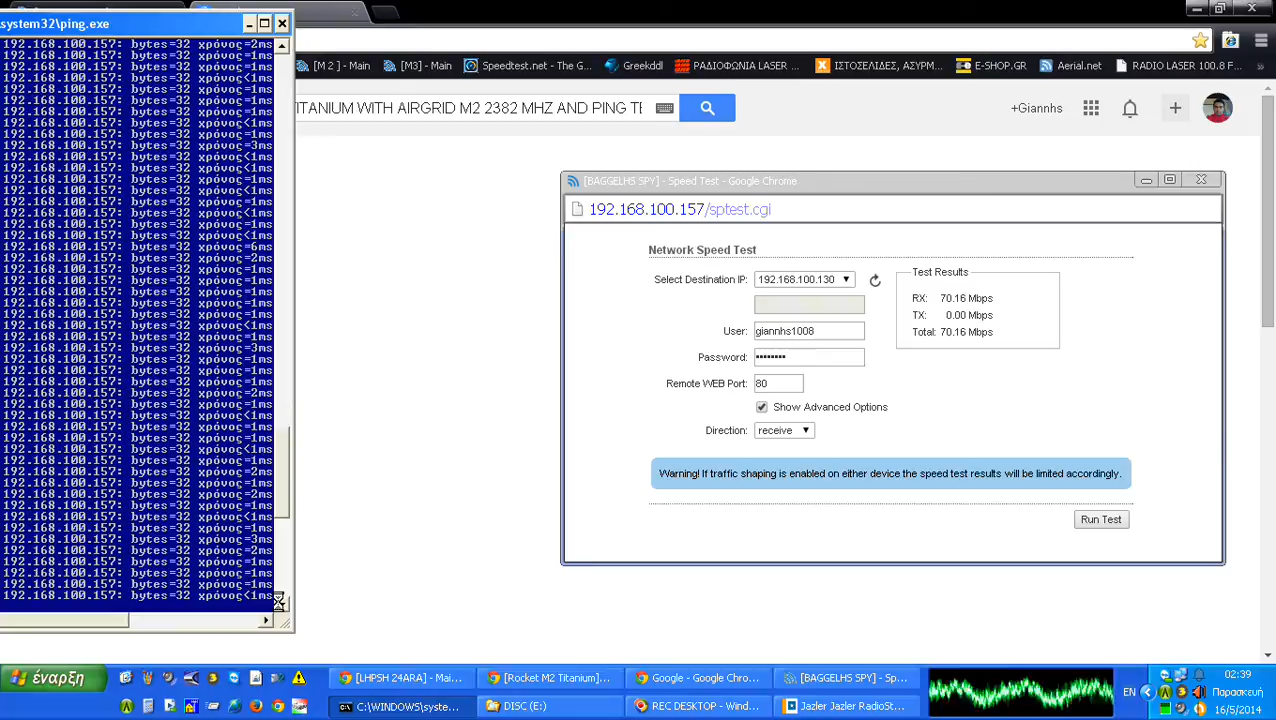 system32\ping.exe
192.168.100.157: bytes=32 χρόνος=2ms
192.168.100.157: bytes=32 χρόνος=1ms
192.168.100.157: bytes=32 χρόνος=1ms
192.168.100.157: bytes=32 χρόνος<1ms
192.168.100.157: bytes=32 χρόνος=1ms
192.168.100.157: bytes=32 χρόνος=1ms
192.168.100.157: bytes=32 χρόνος=1ms
192.168.100.157: bytes=32 χρόνος<1ms
192.168.100.157: bytes=32 χρόνος=1ms
192.168.100.157: bytes=32 χρόνος=3ms
192.168.100.157: bytes=32 χρόνος<1ms
192.168.100.157: bytes=32 χρόνος<1ms
192.168.100.157: bytes=32 χρόνος=1ms
192.168.100.157: bytes=32 χρόνος<1ms
192.168.100.157: bytes=32 χρόνος=1ms
192.168.100.157: bytes=32 χρόνος<1ms
192.168.100.157: bytes=32 χρόνος=1ms
192.168.100.157: bytes=32 χρόνος<1ms
192.168.100.157: bytes=32 χρόνος=6ms
192.168.100.157: bytes=32 χρόνος=2ms
192.168.100.157: bytes=32 χρόνος=1ms
192.168.100.157: bytes=32 χρόνος=1ms
192.168.100.157: bytes=32 χρόνος=1ms
192.168.100.157: bytes=32 χρόνος=1ms
192.168.100.157: bytes=32 χρόνος=1ms
192.168.100.157: bytes=32 χρόνος<1ms
192.168.100.157: bytes=32 χρόνος=1ms
192.168.100.157: bytes=32 χρόνος=3ms
192.168.100.157: bytes=32 χρόνος<1ms
192.168.100.157: bytes=32 χρόνος=1ms
192.168.100.157: bytes=32 χρόνος=1ms
192.168.100.157: bytes=32 χρόνος=2ms
192.168.100.157: bytes=32 χρόνος=1ms
192.168.100.157: bytes=32 χρόνος<1ms
192.168.100.157: bytes=32 χρόνος=1ms
192.168.100.157: bytes=32 χρόνος=1ms
192.168.100.157: bytes=32 χρόνος<1ms
192.168.100.157: bytes=32 χρόνος=1ms
192.168.100.157: bytes=32 χρόνος=2ms
192.168.100.157: bytes=32 χρόνος=1ms
192.168.100.157: bytes=32 χρόνος=2ms
192.168.100.157: bytes=32 χρόνος=1ms
192.168.100.157: bytes=32 χρόνος<1ms
192.168.100.157: bytes=32 χρόνος=1ms
192.168.100.157: bytes=32 χρόνος=3ms
192.168.100.157: bytes=32 χρόνος=2ms
192.168.100.157: bytes=32 χρόνος=1ms
192.168.100.157: bytes=32 χρόνος<1ms
192.168.100.157: bytes=32 χρόνος=1ms
192.168.100.157: bytes=32 χρόνος<1ms
[M 2 ] - Main [M3] - Main Speedtest.net - The G... Greekddl ΡΑΔΙΟΦΩΝΙΑ LASER ... ΙΣΤΟΣΕΛΙΔΕΣ, ΑΣΥΡΜ... E-SHOP.GR Aerial.net RADIO LASER 100.8 F... »
TITANIUM WITH AIRGRID M2 2382 MHZ AND PING TE
+Giannhs
[BAGGELHS SPY] - Speed Test - Google Chrome
192.168.100.157/sptest.cgi
Network Speed Test
Select Destination IP: 192.168.100.130
User: giannhs1008
Password: ••••••••
Remote WEB Port: 80
Show Advanced Options
Direction: receive
Test Results
RX: 70.16 Mbps
TX: 0.00 Mbps
Total: 70.16 Mbps
Warning! If traffic shaping is enabled on either device the speed test results will be limited accordingly.
Run Test
έναρξη
[LHPSH 24ARA] - Mai... [Rocket M2 Titanium]... Google - Google Chro... [BAGGELHS SPY] - Sp...
C:\WINDOWS\syste... DISC (E:) REC DESKTOP - Wind... Jazler Jazler RadioSt...
EN
02:39
Παρασκευή
16/5/2014